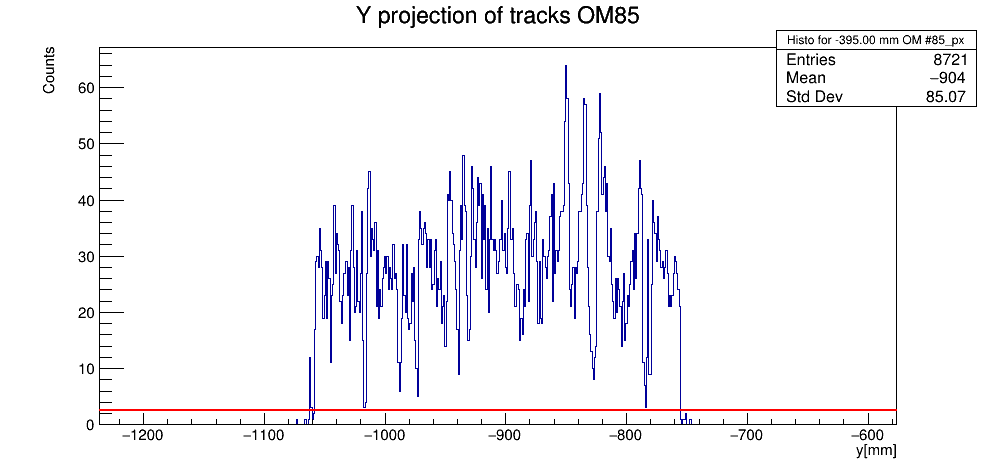 Y projection of tracks OM85
Histo for -395.00 mm OM #85_px
Entries 8721
Mean −904
Std Dev 85.07
Counts
60
50
40
30
20
10
0
−1200 −1100 −1000 −900 −800 −700 −600
y[mm]